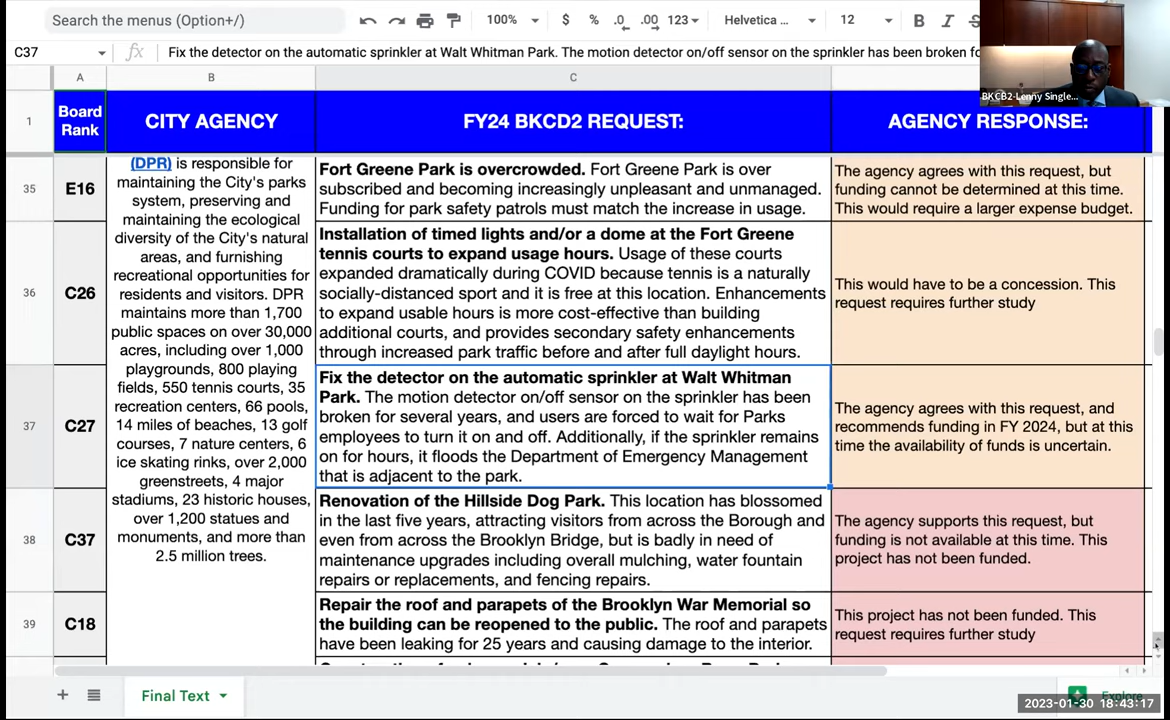 Search the menus (Option+/)
100%
$ % .0 .00 123
Helvetica ...
12
B I S
C37
fx
Fix the detector on the automatic sprinkler at Walt Whitman Park. The motion detector on/off sensor on the sprinkler has been broken fo
BKCB2-Lenny Single...
A B C
1
Board
Rank
CITY AGENCY
FY24 BKCD2 REQUEST:
AGENCY RESPONSE:
(DPR) is responsible for
maintaining the City's parks
system, preserving and
maintaining the ecological
diversity of the City's natural
areas, and furnishing
recreational opportunities for
residents and visitors. DPR
maintains more than 1,700
public spaces on over 30,000
acres, including over 1,000
playgrounds, 800 playing
fields, 550 tennis courts, 35
recreation centers, 66 pools,
14 miles of beaches, 13 golf
courses, 7 nature centers, 6
ice skating rinks, over 2,000
greenstreets, 4 major
stadiums, 23 historic houses,
over 1,200 statues and
monuments, and more than
2.5 million trees.
35
E16
Fort Greene Park is overcrowded. Fort Greene Park is over
subscribed and becoming increasingly unpleasant and unmanaged.
Funding for park safety patrols must match the increase in usage.
The agency agrees with this request, but
funding cannot be determined at this time.
This would require a larger expense budget.
36
C26
Installation of timed lights and/or a dome at the Fort Greene
tennis courts to expand usage hours. Usage of these courts
expanded dramatically during COVID because tennis is a naturally
socially-distanced sport and it is free at this location. Enhancements
to expand usable hours is more cost-effective than building
additional courts, and provides secondary safety enhancements
through increased park traffic before and after full daylight hours.
This would have to be a concession. This
request requires further study
37
C27
Fix the detector on the automatic sprinkler at Walt Whitman
Park. The motion detector on/off sensor on the sprinkler has been
broken for several years, and users are forced to wait for Parks
employees to turn it on and off. Additionally, if the sprinkler remains
on for hours, it floods the Department of Emergency Management
that is adjacent to the park.
The agency agrees with this request, and
recommends funding in FY 2024, but at this
time the availability of funds is uncertain.
38
C37
Renovation of the Hillside Dog Park. This location has blossomed
in the last five years, attracting visitors from across the Borough and
even from across the Brooklyn Bridge, but is badly in need of
maintenance upgrades including overall mulching, water fountain
repairs or replacements, and fencing repairs.
The agency supports this request, but
funding is not available at this time. This
project has not been funded.
39
C18
Repair the roof and parapets of the Brooklyn War Memorial so
the building can be reopened to the public. The roof and parapets
have been leaking for 25 years and causing damage to the interior.
This project has not been funded. This
request requires further study
Final Text
Explore
2023-01-30 18:43:17